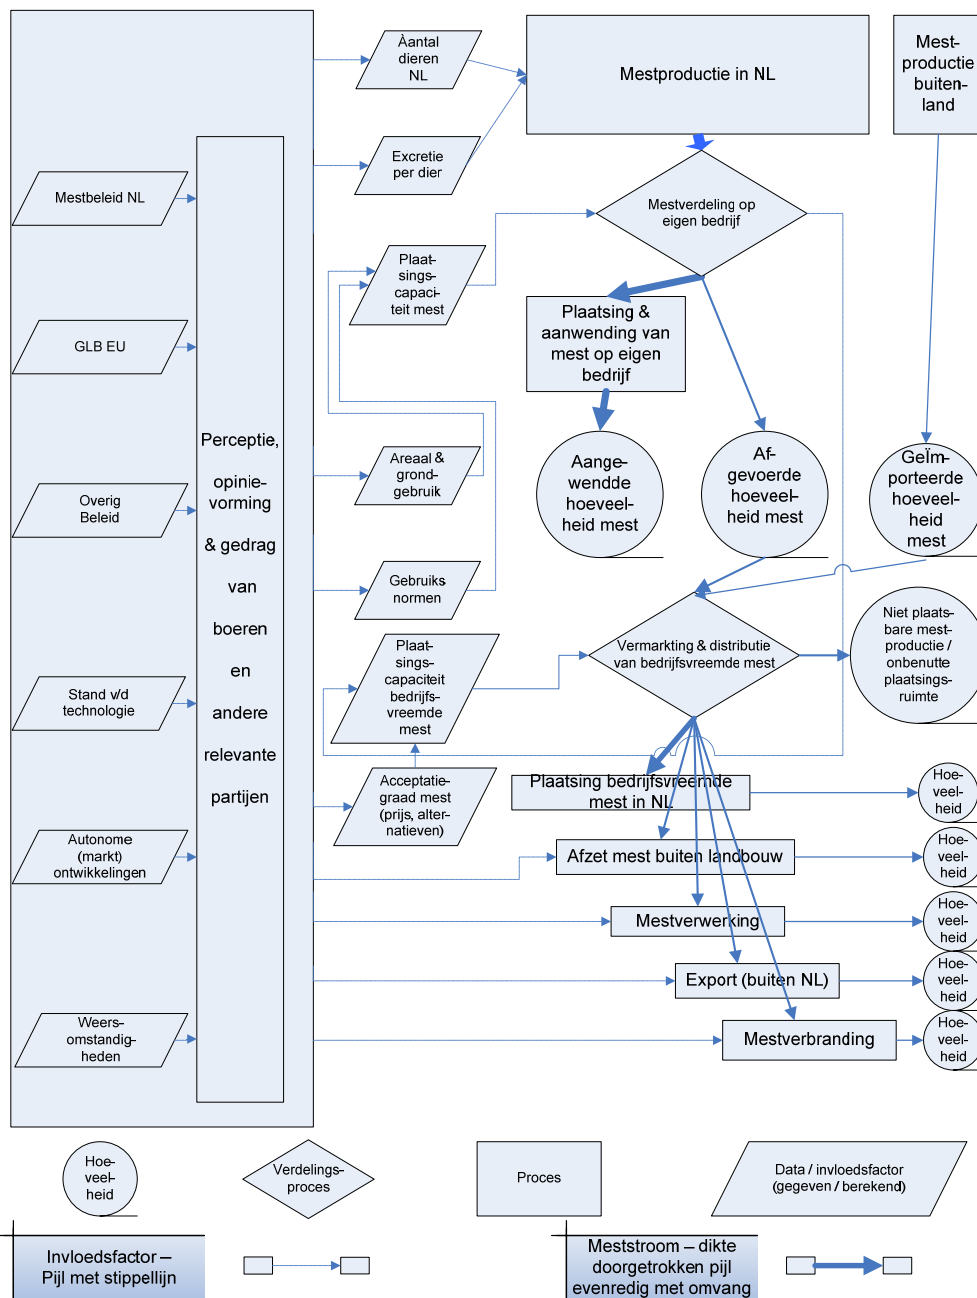 Àantal
dieren
NL
Mestproductie in NL
Mest-
productie
buiten-
land
Excretie
per dier
Mestbeleid NL
Mestverdeling op
eigen bedrijf
Plaat-
sings-
capaci-
teit mest
Plaatsing &
aanwending van
mest op eigen
bedrijf
GLB EU
Perceptie,
opinie-
vorming
& gedrag
van
boeren
en
andere
relevante
partijen
Areaal &
grond-
gebruik
Aange-
wendde
hoeveel-
heid mest
Af-
gevoerde
hoeveel-
heid mest
GeÏm-
porteerde
hoeveel-
heid
mest
Overig
Beleid
Gebruiks
normen
Plaat-
sings-
capaciteit
bedrijfs-
vreemde
mest
Vermarkting & distributie
van bedrijfsvreemde mest
Niet plaats-
bare mest-
productie /
onbenutte
plaatsings-
ruimte
Stand v/d
technologie
Acceptatie-
graad mest
(prijs, alter-
natieven)
Plaatsing bedrijfsvreemde
mest in NL
Hoe-
veel-
heid
Autonome
(markt)
ontwikkelingen
Afzet mest buiten landbouw
Hoe-
veel-
heid
Mestverwerking
Hoe-
veel-
heid
Export (buiten NL)
Hoe-
veel-
heid
Weers-
omstandig-
heden
Mestverbranding
Hoe-
veel-
heid
Hoe-
veel-
heid
Verdelings-
proces
Proces
Data / invloedsfactor
(gegeven / berekend)
Invloedsfactor –
Pijl met stippellijn
Meststroom – dikte
doorgetrokken pijl
evenredig met omvang